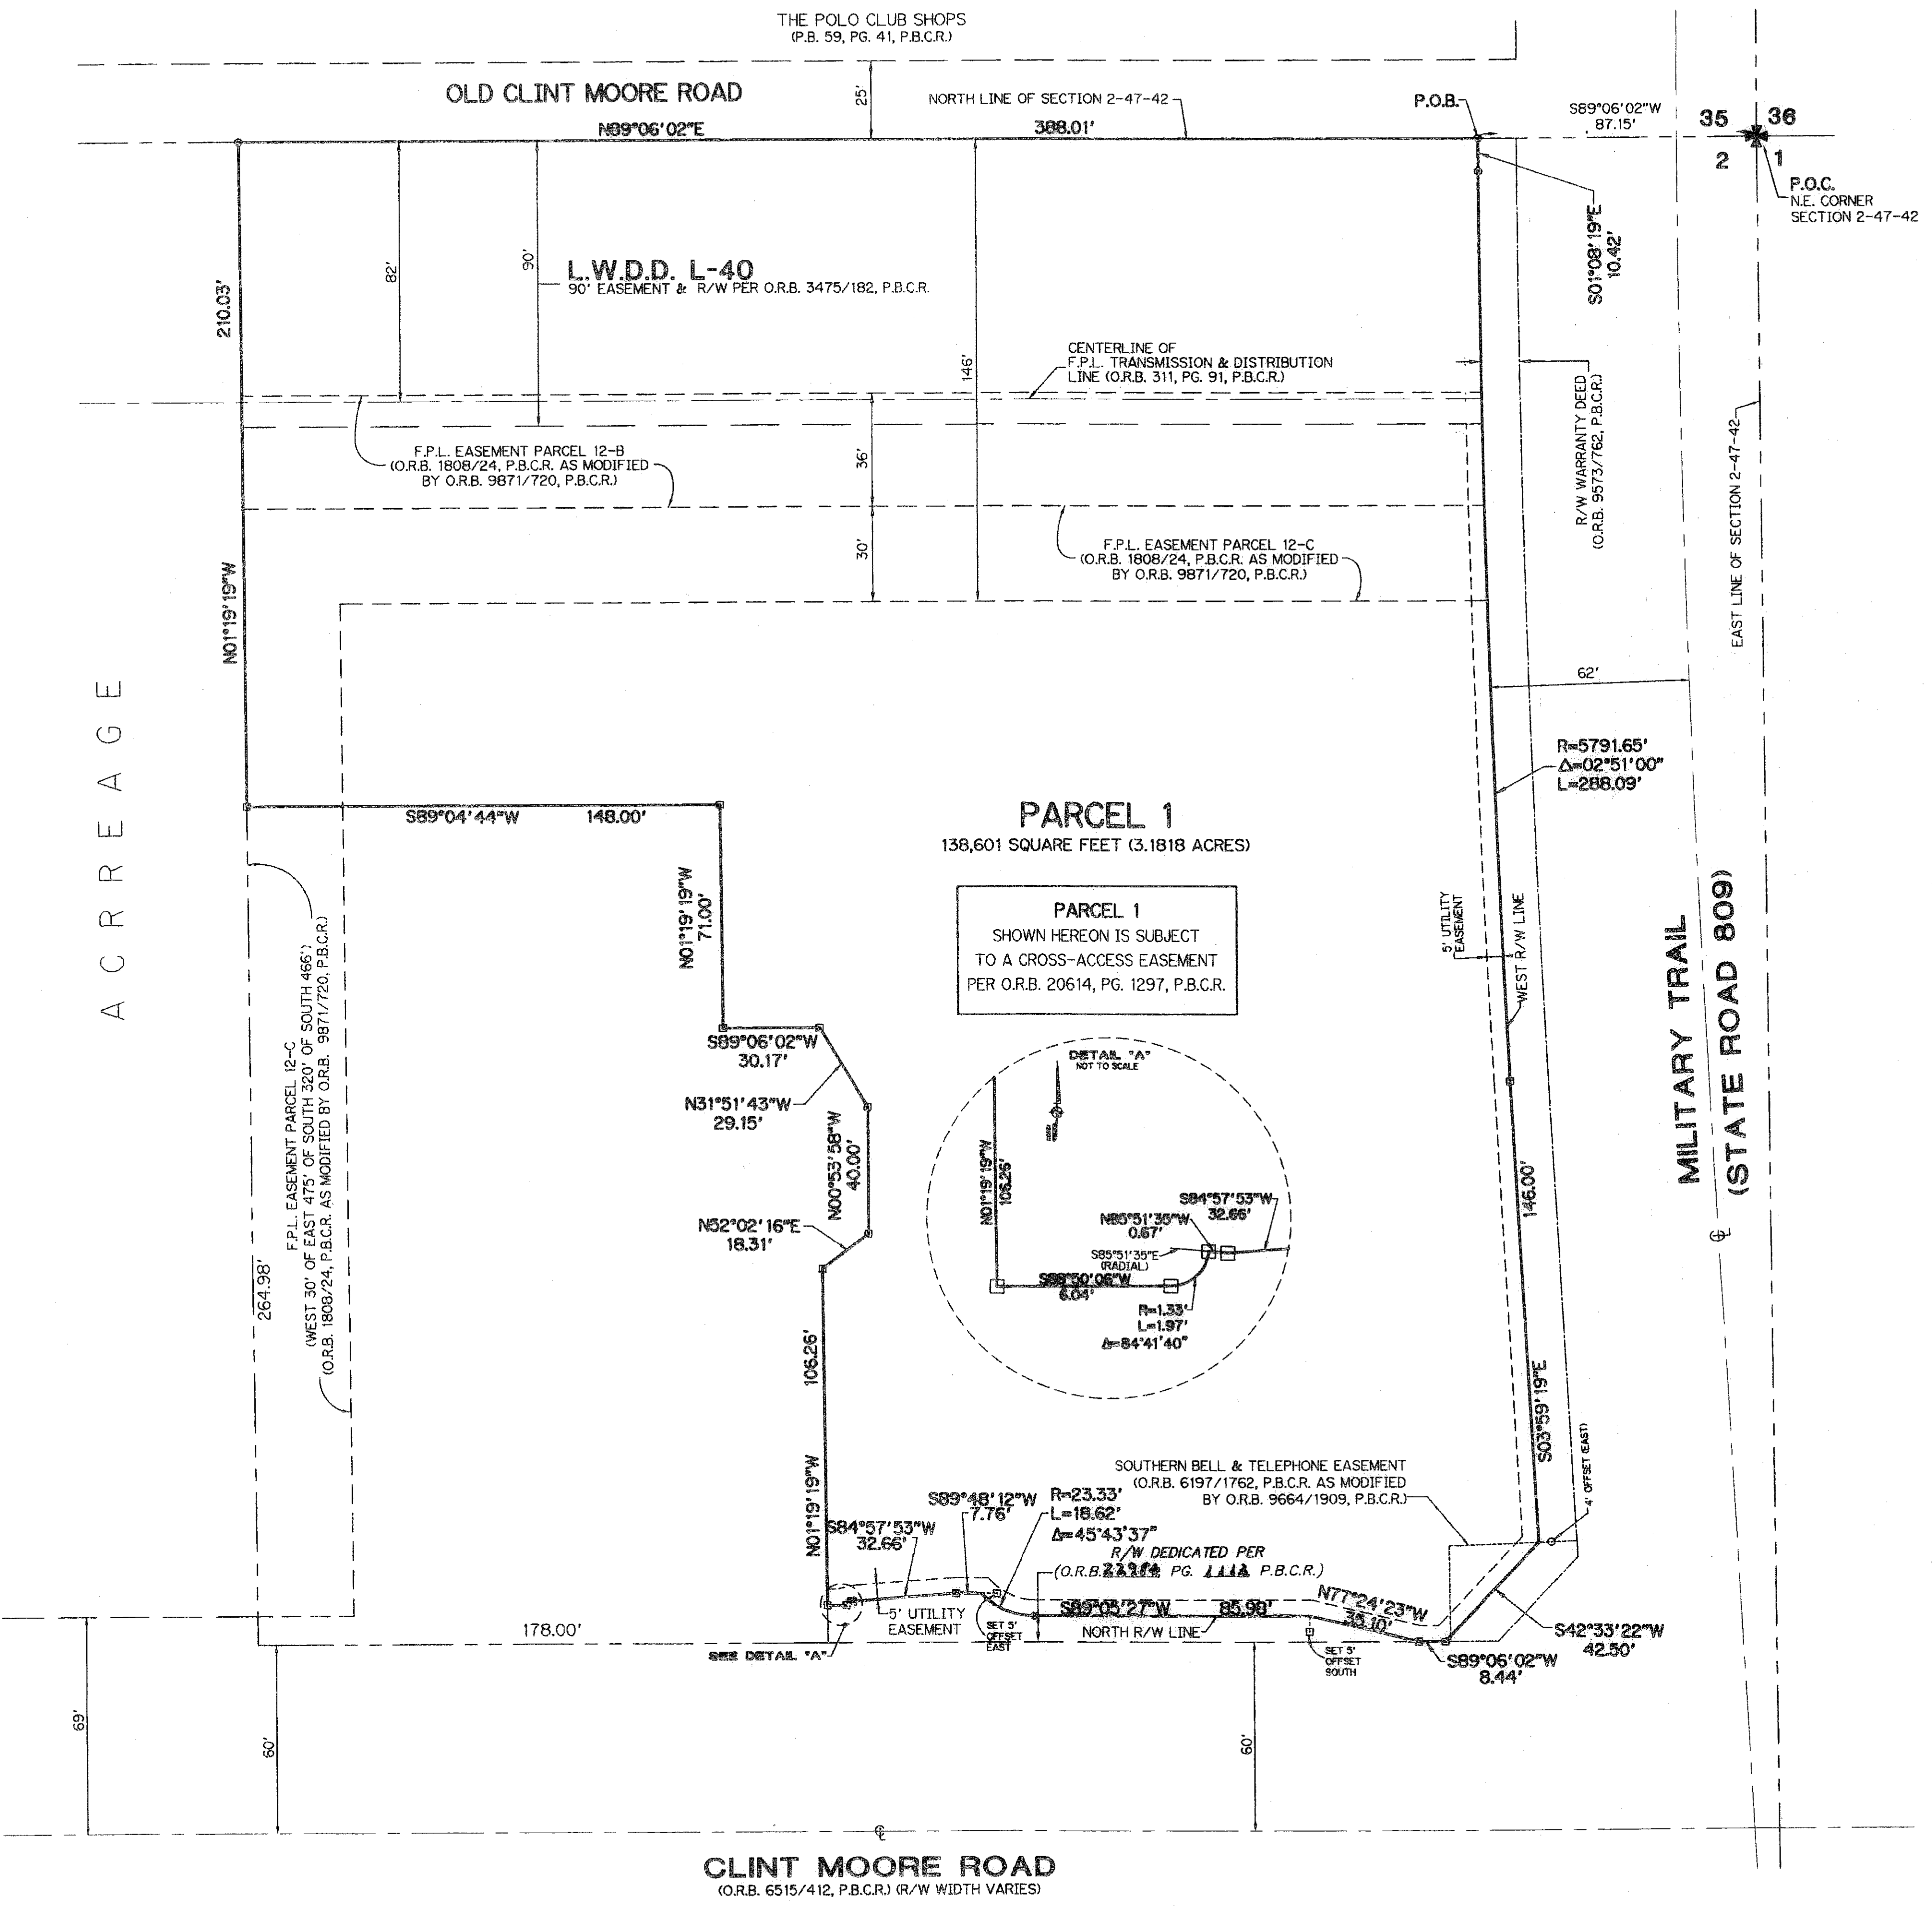 THE POLO CLUB SHOPS
(P.B. 59, PG. 41, P.B.C.R.)
OLD CLINT MOORE ROAD
25'
NORTH LINE OF SECTION 2-47-42
P.O.B.
S89°06'02"W
87.15'
35
36
2
1
P.O.C.
N.E. CORNER
SECTION 2-47-42
N89°06'02"E
388.01'
S01°08'19"E
10.42'
82'
90'
L.W.D.D. L-40
90' EASEMENT & R/W PER O.R.B. 3475/182, P.B.C.R.
210.03'
N01°19'19"W
146'
CENTERLINE OF
F.P.L. TRANSMISSION & DISTRIBUTION
LINE (O.R.B. 311, PG. 91, P.B.C.R.)
R/W WARRANTY DEED
(O.R.B. 9573/762, P.B.C.R.)
EAST LINE OF SECTION 2-47-42
F.P.L. EASEMENT PARCEL 12-B
(O.R.B. 1808/24, P.B.C.R. AS MODIFIED
BY O.R.B. 9871/720, P.B.C.R.)
36'
30'
F.P.L. EASEMENT PARCEL 12-C
(O.R.B. 1808/24, P.B.C.R. AS MODIFIED
BY O.R.B. 9871/720, P.B.C.R.)
62'
ACRREAGE
R=5791.65'
Δ=02°51'00"
L=288.09'
S89°04'44"W 148.00'
PARCEL 1
138,601 SQUARE FEET (3.1818 ACRES)
N01°19'19"W
71.00'
PARCEL 1
SHOWN HEREON IS SUBJECT
TO A CROSS-ACCESS EASEMENT
PER O.R.B. 20614, PG. 1297, P.B.C.R.
5' UTILITY
EASEMENT
WEST R/W LINE
MILITARY TRAIL
(STATE ROAD 809)
F.P.L. EASEMENT PARCEL 12-C
(WEST 30' OF EAST 475' OF SOUTH 320' OF SOUTH 466')
(O.R.B. 1808/24, P.B.C.R. AS MODIFIED BY O.R.B. 9871/720, P.B.C.R.)
264.98'
S89°06'02"W
30.17'
N31°51'43"W
29.15'
N00°53'58"W
40.00'
N52°02'16"E
18.31'
DETAIL "A"
NOT TO SCALE
N01°19'19"W
106.26'
S84°57'53"W
32.66'
N85°51'35"W
0.67'
S85°51'35"E
(RADIAL)
S88°50'06"W
6.04'
R=1.33'
L=1.97'
Δ=84°41'40"
146.00'
S03°59'19"E
106.26'
N01°19'19"W
SOUTHERN BELL & TELEPHONE EASEMENT
(O.R.B. 6197/1762, P.B.C.R. AS MODIFIED
BY O.R.B. 9664/1909, P.B.C.R.)
4' OFFSET (EAST)
S84°57'53"W
32.66'
S89°48'12"W
7.76'
R=23.33'
L=18.62'
Δ=45°43'37"
R/W DEDICATED PER
(O.R.B. PG. P.B.C.R.)
5' UTILITY
EASEMENT
SET 5'
OFFSET
EAST
S89°05'27"W 85.98'
NORTH R/W LINE
N77°24'23"W
35.10'
SET 5'
OFFSET
SOUTH
S42°33'22"W
42.50'
S89°06'02"W
8.44'
178.00'
SEE DETAIL "A"
69'
60'
60'
CLINT MOORE ROAD
(O.R.B. 6515/412, P.B.C.R.) (R/W WIDTH VARIES)